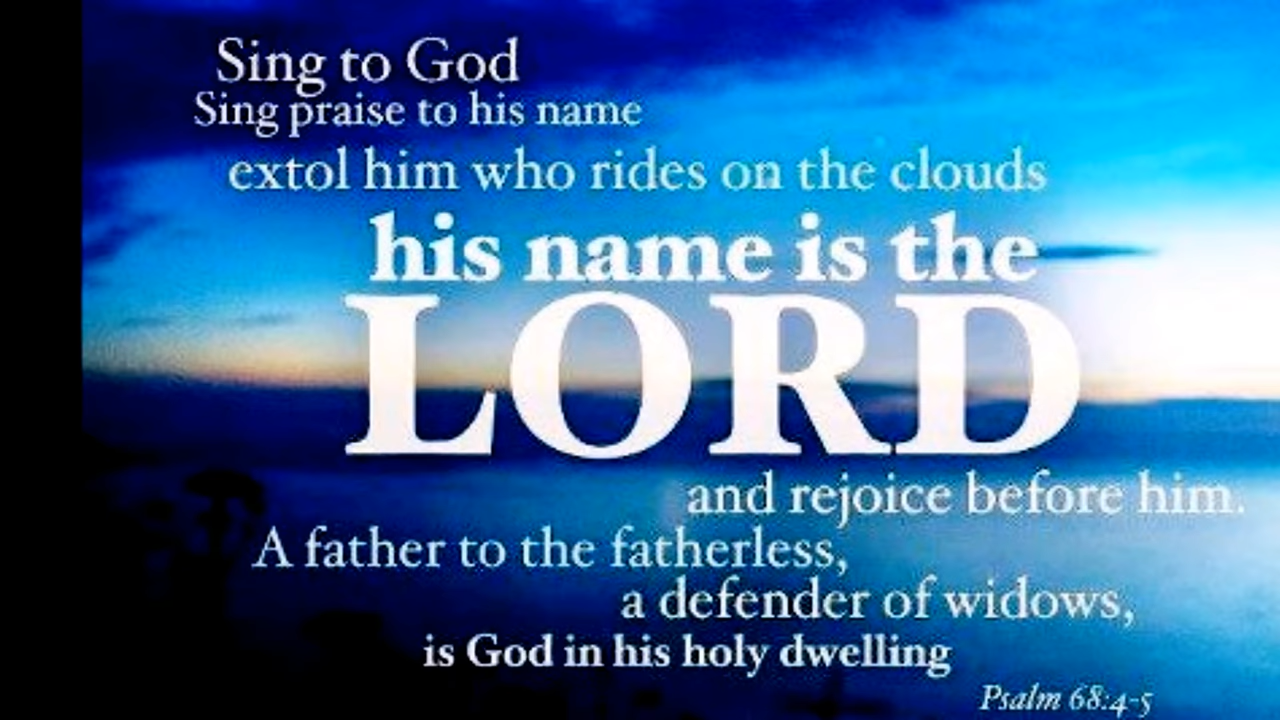 Sing to God
Sing praise to his name
extol him who rides on the clouds
his name is the
LORD
and rejoice before him.
A father to the fatherless,
a defender of widows,
is God in his holy dwelling
Psalm 68:4-5